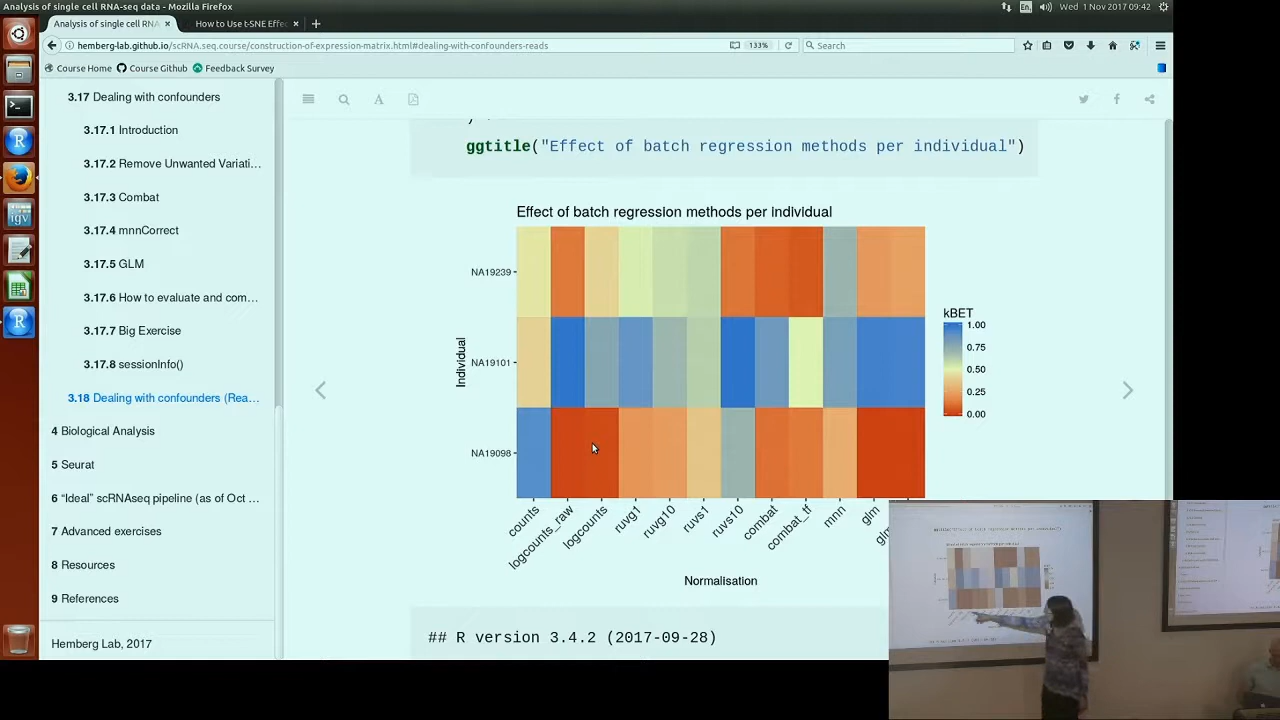 Analysis of single cell RNA-seq data - Mozilla Firefox
En
Wed 1 Nov 2017 09:42
Analysis of single cell RNA
How to Use t-SNE Effec
hemberg-lab.github.io/scRNA.seq.course/construction-of-expression-matrix.html#dealing-with-confounders-reads
133%
Search
Course Home
Course Github
Feedback Survey
3.17 Dealing with confounders
3.17.1 Introduction
3.17.2 Remove Unwanted Variati...
3.17.3 Combat
3.17.4 mnnCorrect
3.17.5 GLM
3.17.6 How to evaluate and com...
3.17.7 Big Exercise
3.17.8 sessionInfo()
3.18 Dealing with confounders (Rea...
4 Biological Analysis
5 Seurat
6 “Ideal” scRNAseq pipeline (as of Oct ...
7 Advanced exercises
8 Resources
9 References
Hemberg Lab, 2017
ggtitle("Effect of batch regression methods per individual")
Effect of batch regression methods per individual
Individual
NA19239
NA19101
NA19098
counts
logcounts_raw
logcounts
ruvg1
ruvg10
ruvs1
ruvs10
combat
combat_tf
mnn
glm
Normalisation
kBET
1.00
0.75
0.50
0.25
0.00
## R version 3.4.2 (2017-09-28)